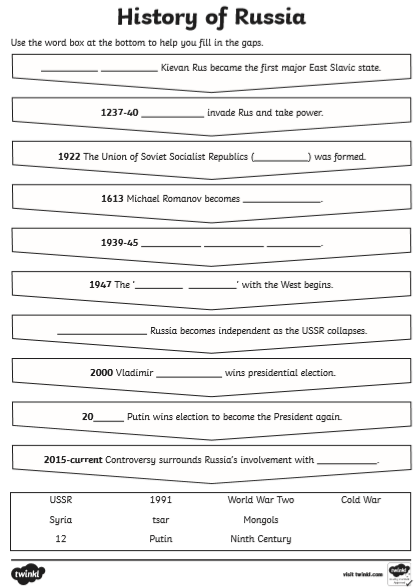 History of Russia
Use the word box at the bottom to help you fill in the gaps.
__________ __________ Kievan Rus became the first major East Slavic state.
1237-40 __________ invade Rus and take power.
1922 The Union of Soviet Socialist Republics (__________) was formed.
1613 Michael Romanov becomes __________.
1939-45 __________ __________ __________.
1947 The '________ ________' with the West begins.
______________ Russia becomes independent as the USSR collapses.
2000 Vladimir __________ wins presidential election.
20_____ Putin wins election to become the President again.
2015-current Controversy surrounds Russia's involvement with __________.
USSR 1991 World War Two Cold War
Syria tsar Mongols
12 Putin Ninth Century
twinkl visit twinkl.com twinkl